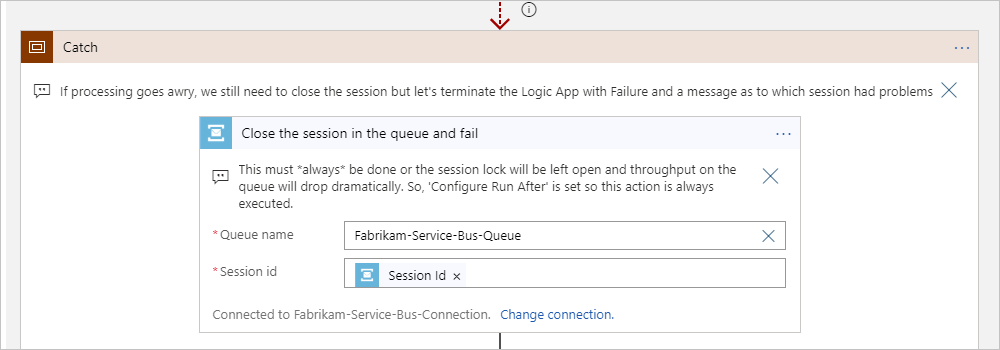 Catch
If processing goes awry, we still need to close the session but let's terminate the Logic App with Failure and a message as to which session had problems
Close the session in the queue and fail
This must *always* be done or the session lock will be left open and throughput on the
queue will drop dramatically. So, 'Configure Run After' is set so this action is always
executed.
* Queue name
Fabrikam-Service-Bus-Queue
* Session id
Session Id ×
Connected to Fabrikam-Service-Bus-Connection. Change connection.